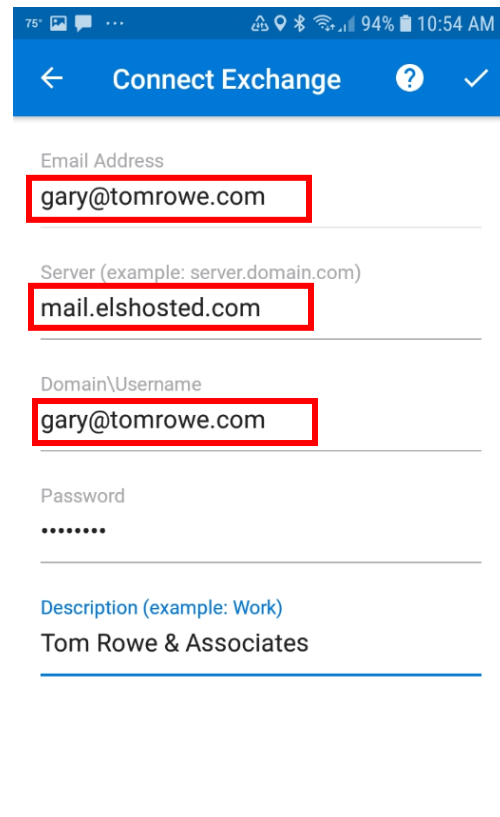 75° ... 94% 10:54 AM
Connect Exchange ?
Email Address
gary@tomrowe.com
Server (example: server.domain.com)
mail.elshosted.com
Domain\Username
gary@tomrowe.com
Password
••••••••
Description (example: Work)
Tom Rowe & Associates